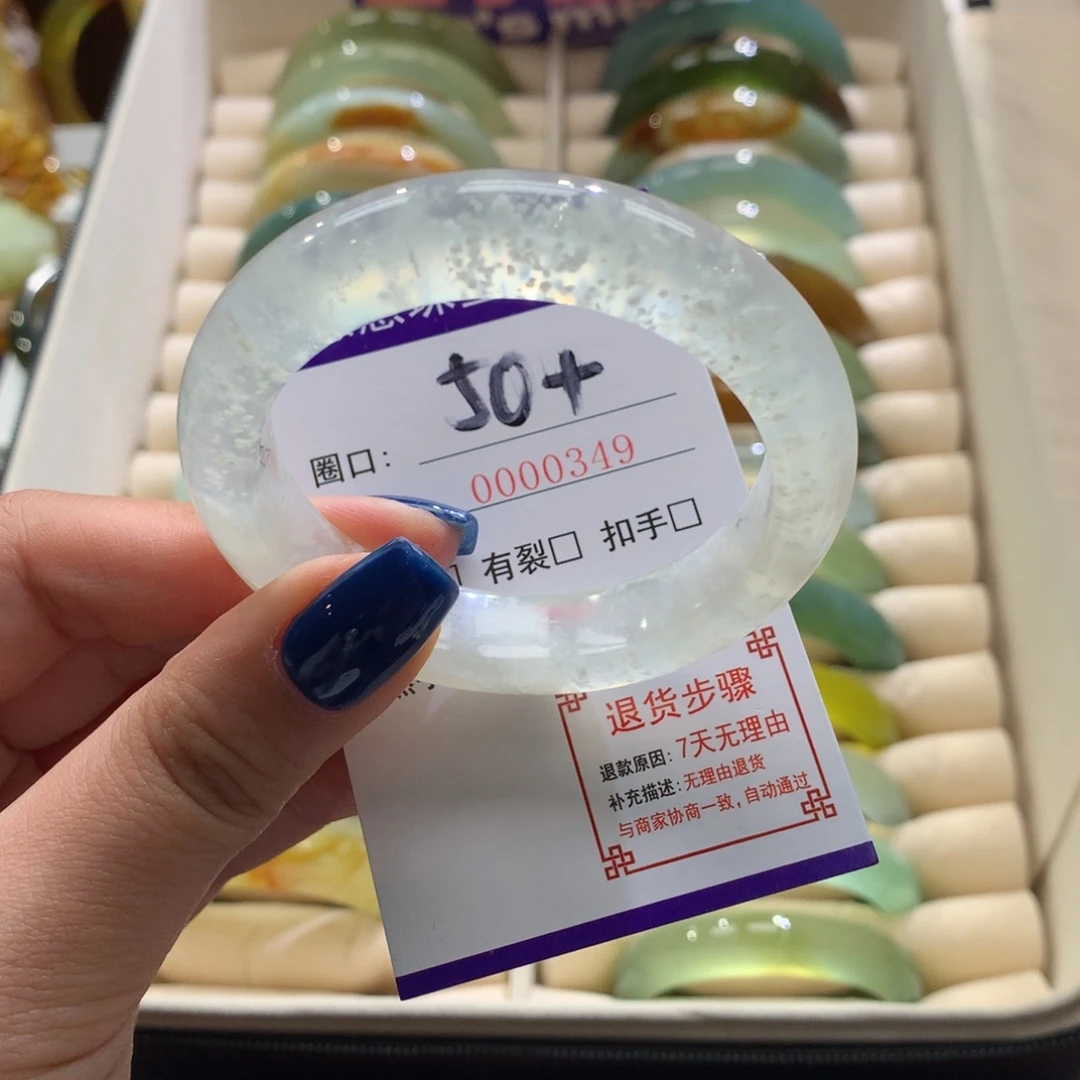 50+
圈口：
0000349
有裂□ 扣手□
退货步骤
退款原因：7天无理由
补充描述：无理由退货
与商家协商一致，自动通过